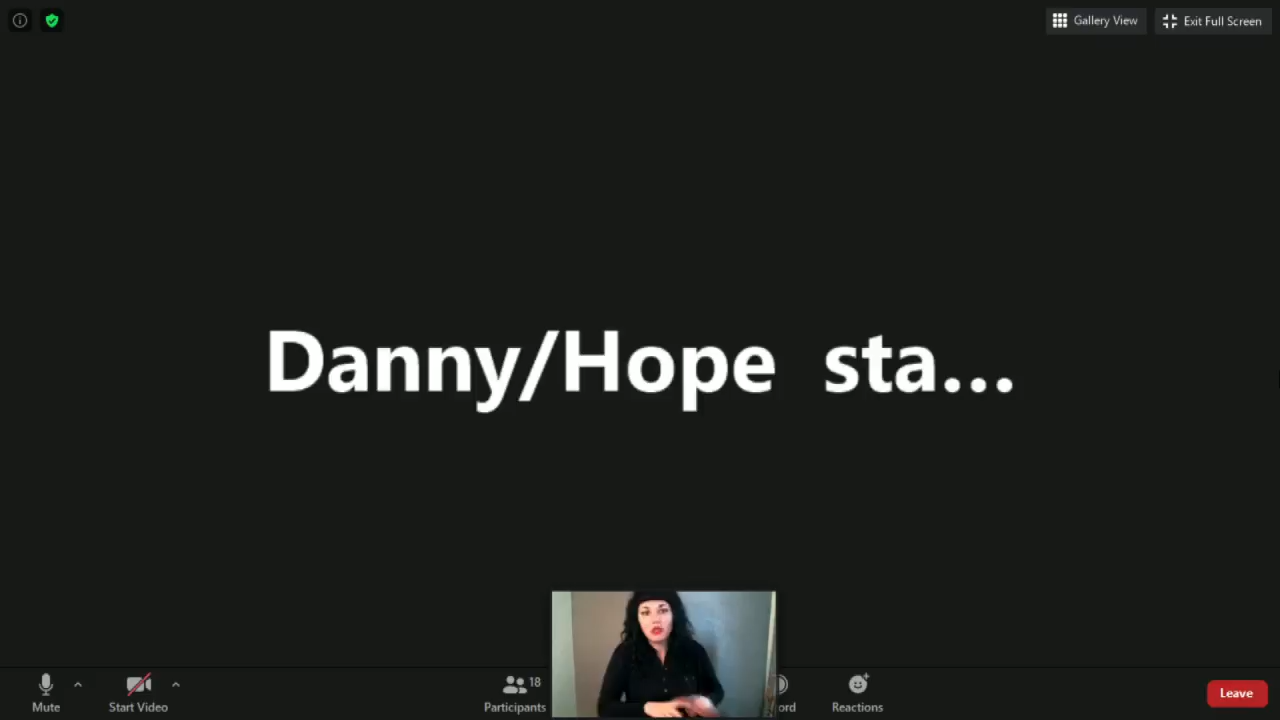 Gallery View
Exit Full Screen
Danny/Hope sta...
18
Mute
Start Video
Participants
ord
Reactions
Leave